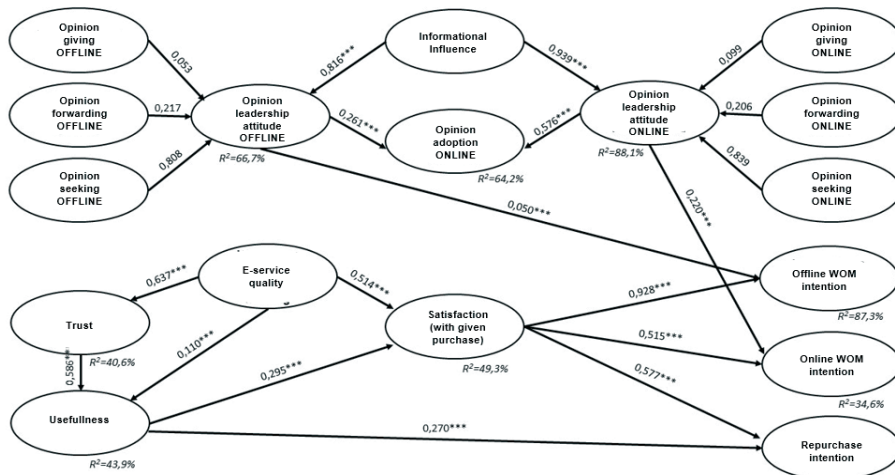 Opinion
giving
OFFLINE
Informational
Influence
Opinion
giving
ONLINE
0,053
0,816***
0,939***
0,099
Opinion
forwarding
OFFLINE
0,217
Opinion
leadership
attitude
OFFLINE
0,261***
Opinion
adoption
ONLINE
0,576***
Opinion
leadership
attitude
ONLINE
0,206
Opinion
forwarding
ONLINE
R²=66,7%
R²=64,2%
R²=88,1%
Opinion
seeking
OFFLINE
0,808
0,839
Opinion
seeking
ONLINE
0,050***
0,220***
E-service
quality
0,637***
0,514***
Offline WOM
intention
0,928***
R²=87,3%
Trust
R²=40,6%
Satisfaction
(with given
purchase)
R²=49,3%
0,110***
0,515***
Online WOM
intention
R²=34,6%
0,295***
0,577***
Usefullness
R²=43,9%
0,270***
Repurchase
intention